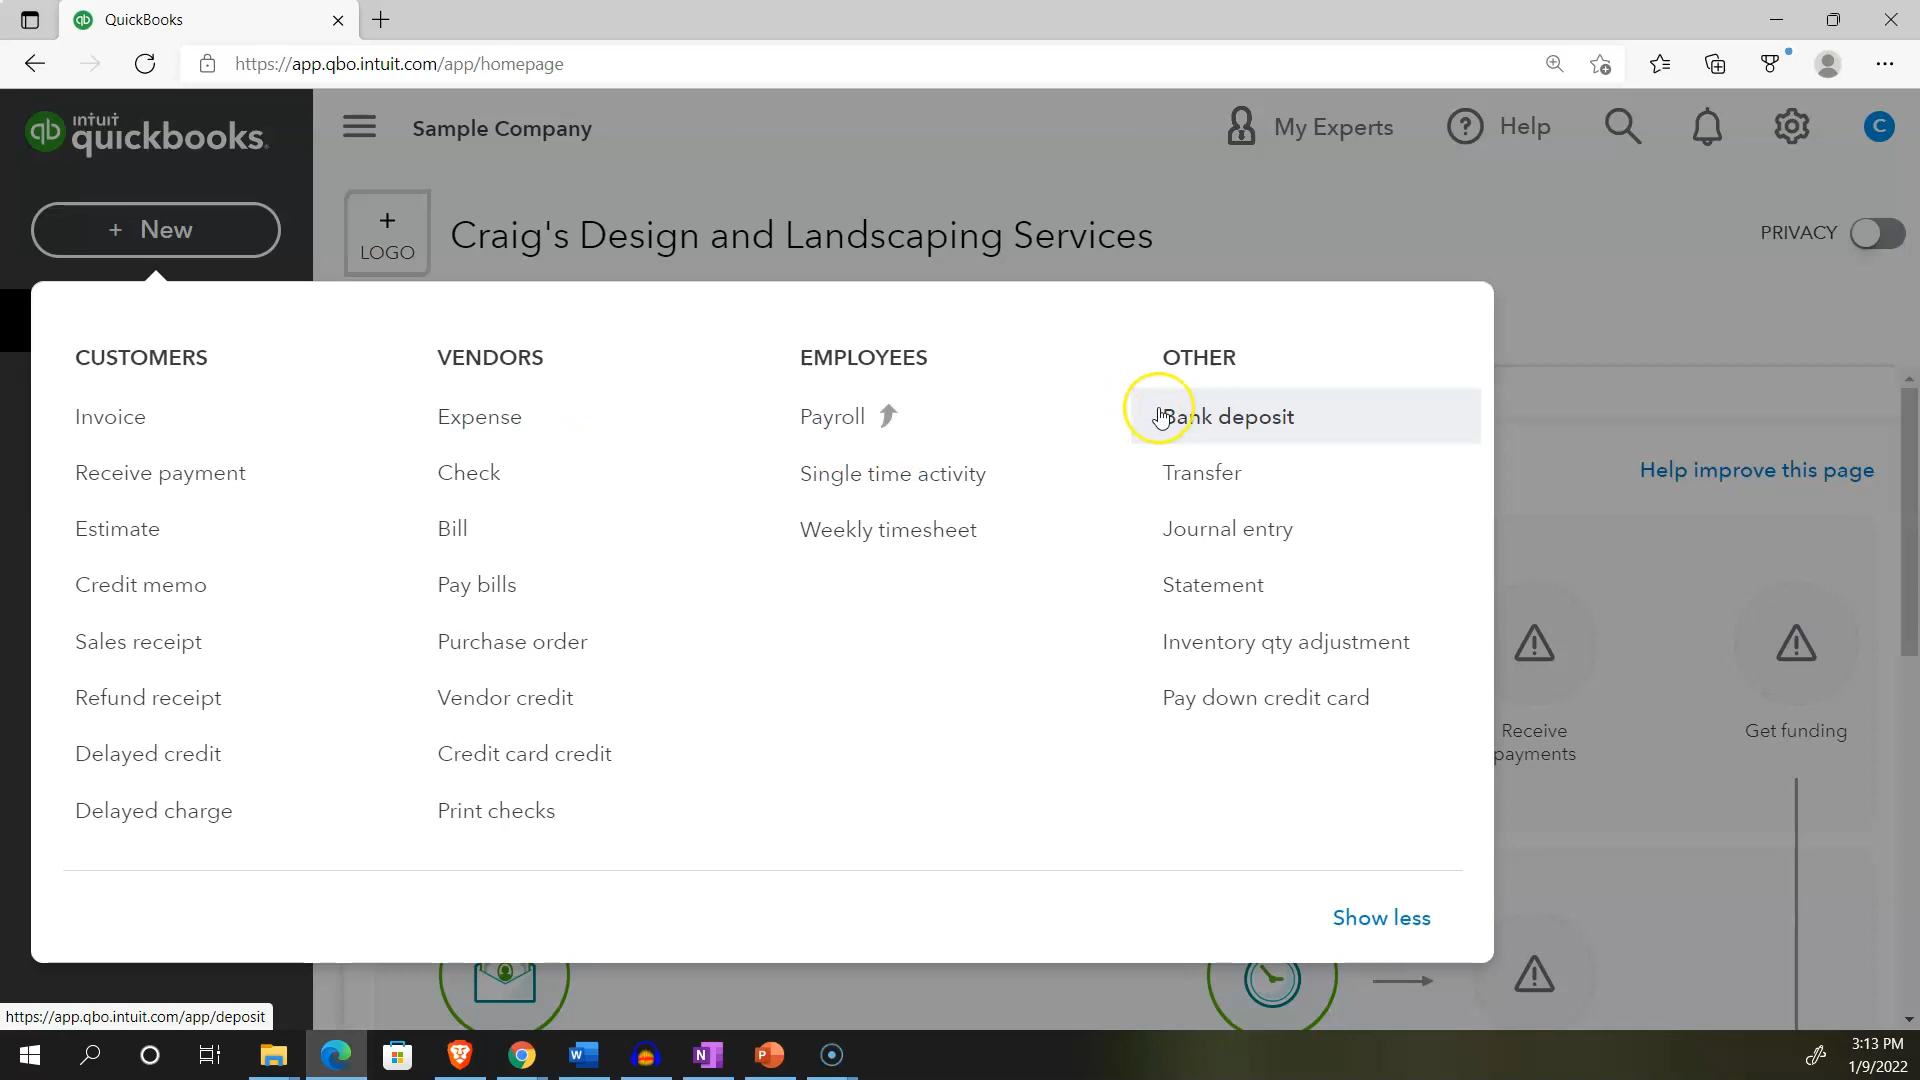 QuickBooks
https://app.qbo.intuit.com/app/homepage
intuit
quickbooks.
Sample Company
My Experts
Help
C
+ New
+
LOGO
Craig's Design and Landscaping Services
PRIVACY
CUSTOMERS
Invoice
Receive payment
Estimate
Credit memo
Sales receipt
Refund receipt
Delayed credit
Delayed charge
VENDORS
Expense
Check
Bill
Pay bills
Purchase order
Vendor credit
Credit card credit
Print checks
EMPLOYEES
Payroll
Single time activity
Weekly timesheet
OTHER
Bank deposit
Transfer
Journal entry
Statement
Inventory qty adjustment
Pay down credit card
Show less
Help improve this page
Receive
payments
Get funding
https://app.qbo.intuit.com/app/deposit
3:13 PM
1/9/2022